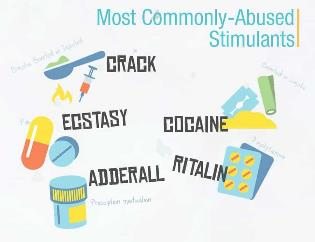 Most Commonly-Abused
Stimulants
CRACK
ECSTASY
COCAINE
ADDERALL
RITALIN
Prescription medication